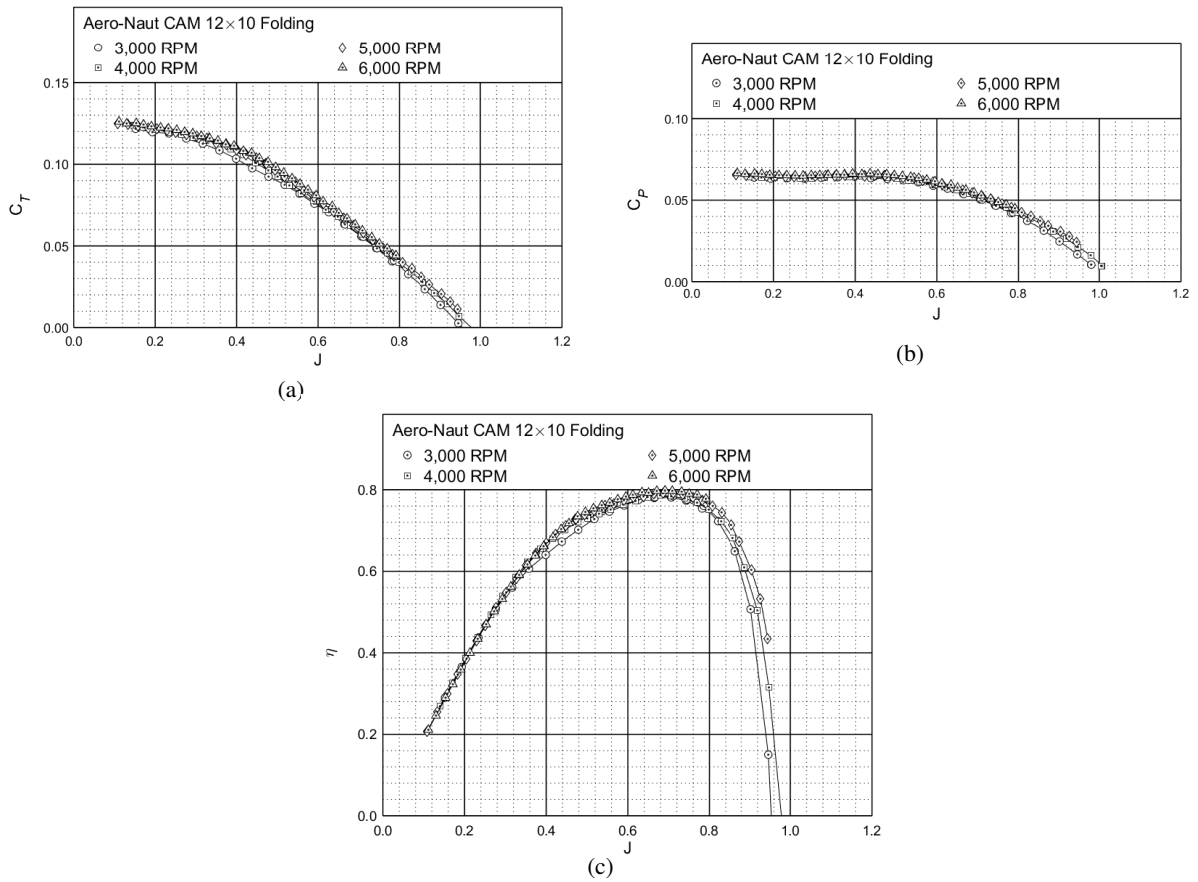 Aero-Naut CAM 12×10 Folding
3,000 RPM
5,000 RPM
4,000 RPM
6,000 RPM
0.15
0.10
0.05
0.00
C_T
0.0 0.2 0.4 0.6 0.8 1.0 1.2
J
(a)
Aero-Naut CAM 12×10 Folding
3,000 RPM
5,000 RPM
4,000 RPM
6,000 RPM
0.10
0.05
0.00
C_P
0.0 0.2 0.4 0.6 0.8 1.0 1.2
J
(b)
Aero-Naut CAM 12×10 Folding
3,000 RPM
5,000 RPM
4,000 RPM
6,000 RPM
0.8
0.6
0.4
0.2
0.0
η
0.0 0.2 0.4 0.6 0.8 1.0 1.2
J
(c)